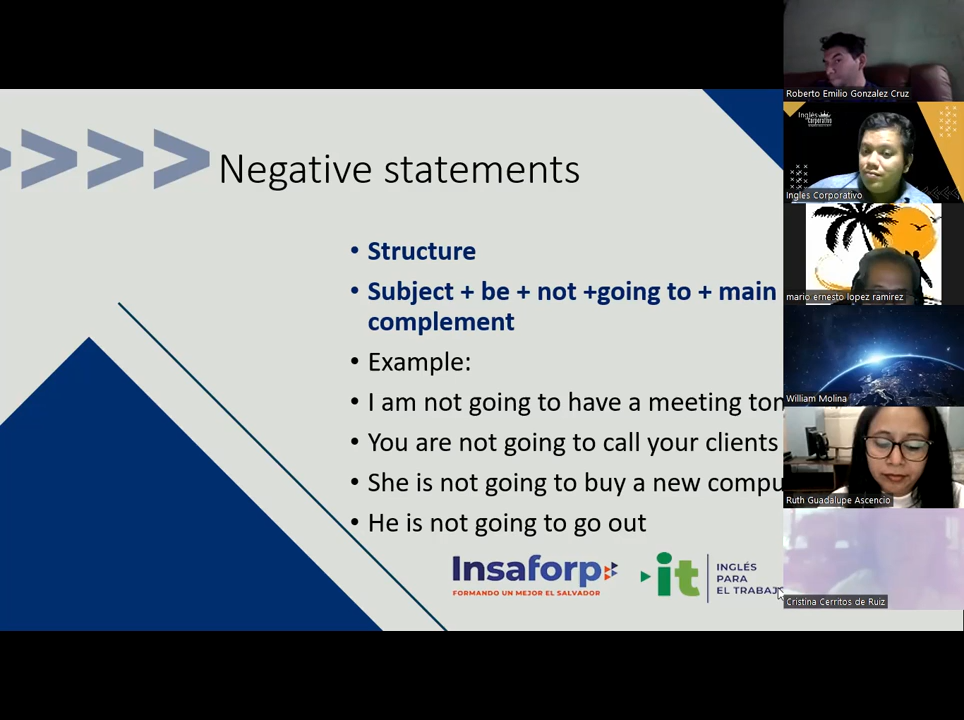 Negative statements
• Structure
• Subject + be + not +going to + main
complement
• Example:
• I am not going to have a meeting
• You are not going to call your clients
• She is not going to buy a new
• He is not going to go out
Insaforp
FORMANDO UN MEJOR EL SALVADOR
it
INGLÉS
PARA
EL TRABAJ
Roberto Emilio Gonzalez Cruz
Inglés
corporativo
Inglés Corporativo
mario ernesto lopez ramirez
William Molina
Ruth Guadalupe Ascencio
Cristina Cerritos de Ruiz